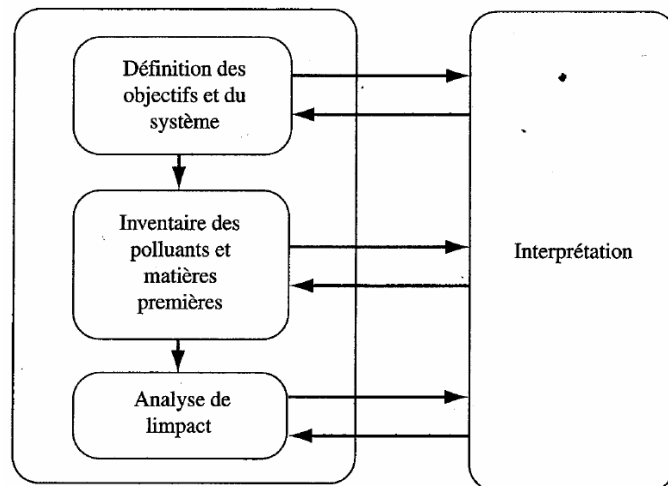 Définition des
objectifs et du
système
Inventaire des
polluants et
matières
premières
Interprétation
Analyse de
limpact